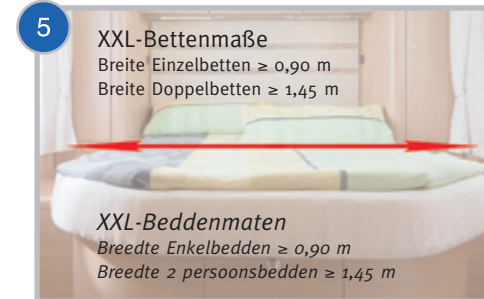 5
XXL-Bettenmaße
Breite Einzelbetten ≥ 0,90 m
Breite Doppelbetten ≥ 1,45 m
XXL-Beddenmaten
Breedte Enkelbedden ≥ 0,90 m
Breedte 2 persoonsbedden ≥ 1,45 m